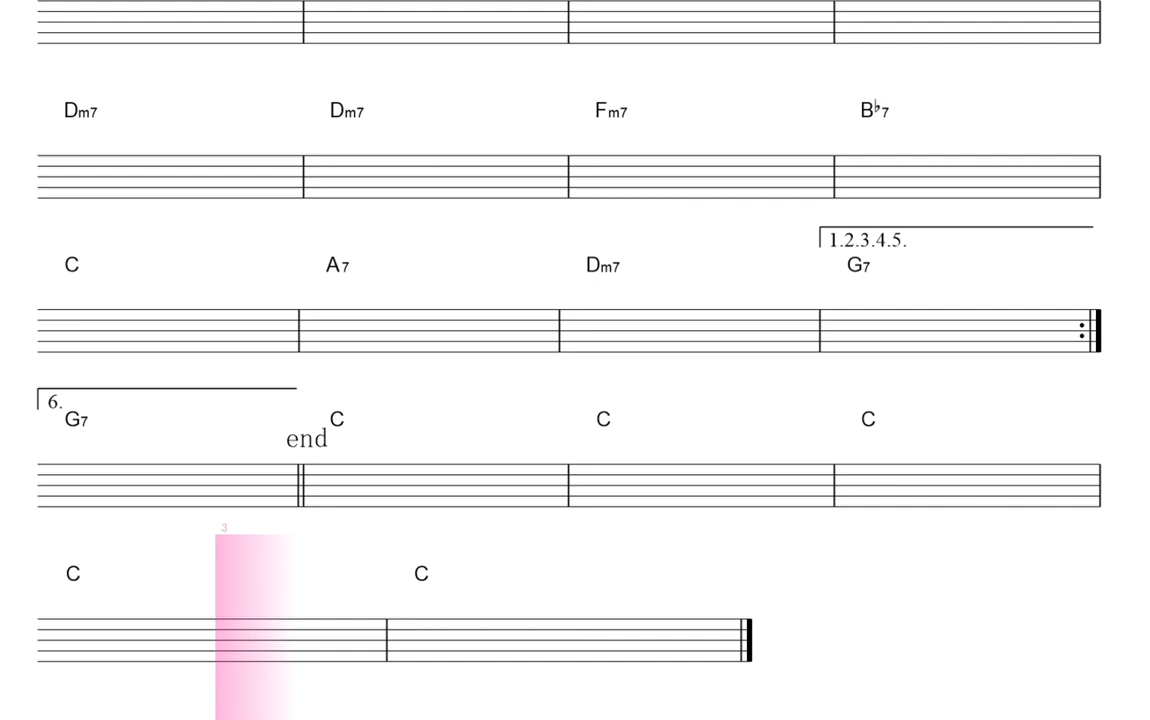 Dm7 Dm7 Fm7 B♭7
1.2.3.4.5.
C A7 Dm7 G7
6.
G7 C C C
end
3
C C